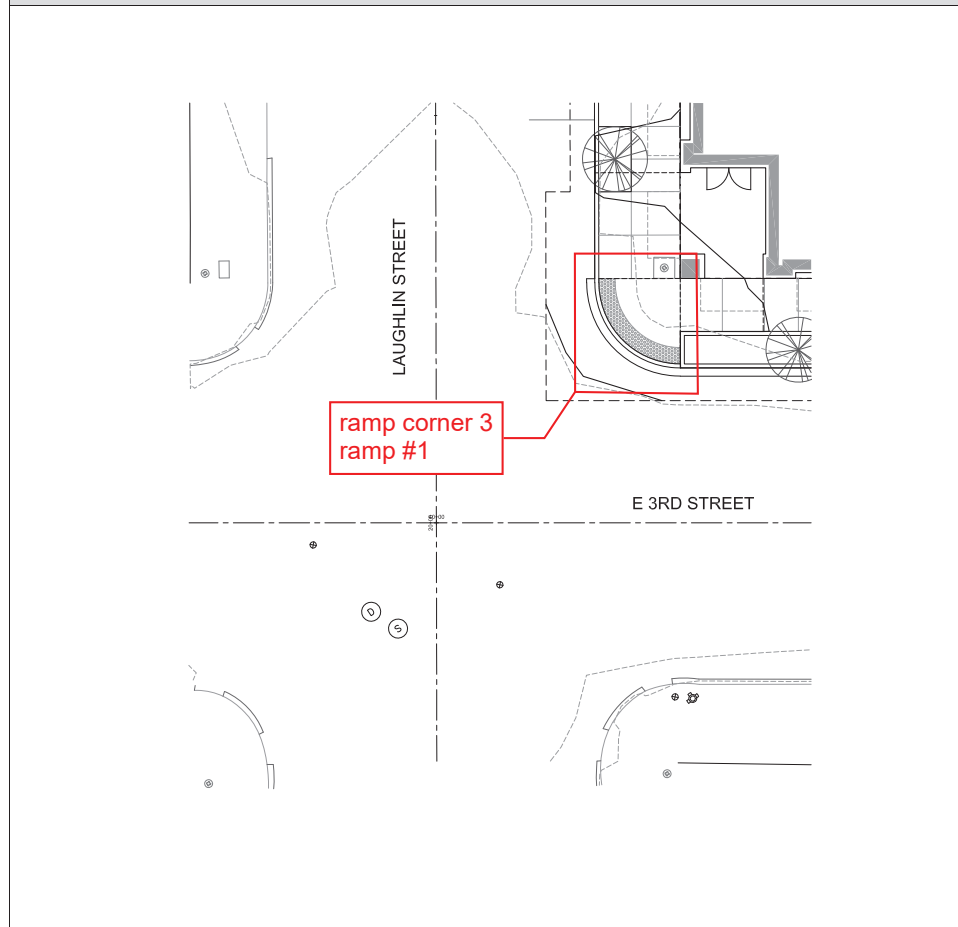 LAUGHLIN STREET
ramp corner 3
ramp #1
E 3RD STREET
D
S